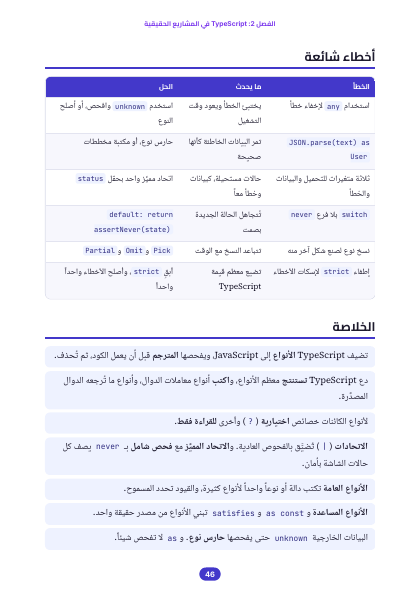 الفصل 2: TypeScript في المشاريع الحقيقية
أخطاء شائعة
الخطأ ما يحدث الحل
استخدام any لإخفاء خطأ يختبئ الخطأ ويعود وقت استخدم unknown وافحص، أو أصلح
التشغيل النوع
JSON.parse(text) as تمر البيانات الخاطئة كأنها حارس نوع، أو مكتبة مخططات
User صحيحة
ثلاثة متغيرات للتحميل والبيانات حالات مستحيلة، كبيانات اتحاد مميّز واحد بحقل status
والخطأ وخطأ معاً
switch بلا فرع never تُتجاهل الحالة الجديدة default: return
بصمت assertNever(state)
نسخ نوع لصنع شكل آخر منه تتباعد النسخ مع الوقت Pick و Omit و Partial
إطفاء strict لإسكات الأخطاء تضيع معظم قيمة أبقِ strict، وأصلح الأخطاء واحداً
TypeScript واحداً
الخلاصة
تضيف TypeScript الأنواع إلى JavaScript ويفحصها المترجم قبل أن يعمل الكود، ثم تُحذف.
دع TypeScript تستنتج معظم الأنواع، واكتب أنواع معاملات الدوال، وأنواع ما تُرجعه الدوال
المصدَّرة.
لأنواع الكائنات خصائص اختيارية ( ? ) وأخرى للقراءة فقط.
الاتحادات ( | ) تُضيَّق بالفحوص العادية. والاتحاد المميَّز مع فحص شامل بـ never يصف كل
حالات الشاشة بأمان.
الأنواع العامة تكتب دالة أو نوعاً واحداً لأنواع كثيرة، والقيود تحدد المسموح.
الأنواع المساعدة و as const و satisfies تبني الأنواع من مصدر حقيقة واحد.
البيانات الخارجية unknown حتى يفحصها حارس نوع. و as لا تفحص شيئاً.
46